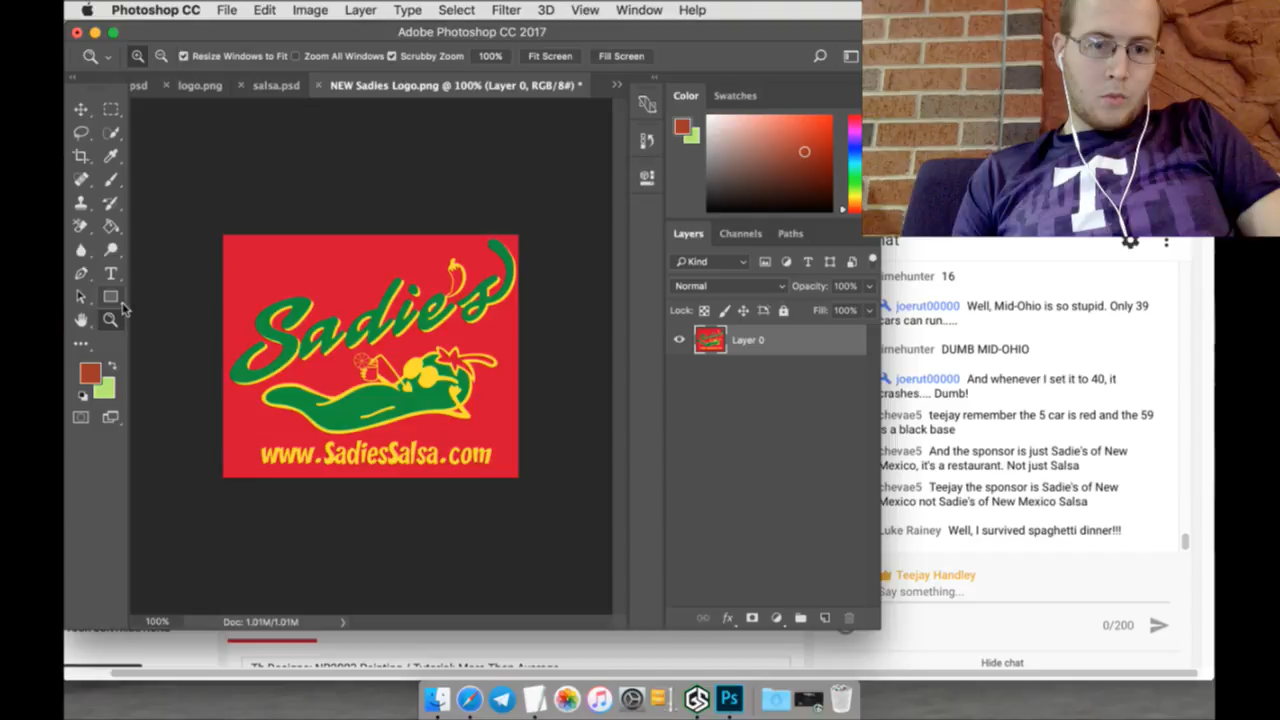 Photoshop CC File Edit Image Layer Type Select Filter 3D View Window Help
Adobe Photoshop CC 2017
Resize Windows to Fit Zoom All Windows Scrubby Zoom 100% Fit Screen Fill Screen
psd × logo.png × salsa.psd × NEW Sadies Logo.png @ 100% (Layer 0, RGB/8#) *
Color Swatches
Layers Channels Paths
Kind
Normal Opacity: 100%
Lock: Fill: 100%
Layer 0
Sadie's
www.SadiesSalsa.com
100% Doc: 1.01M/1.01M
T
hat
imehunter 16
joerut00000 Well, Mid-Ohio is so stupid. Only 39
cars can run.....
imehunter DUMB MID-OHIO
joerut00000 And whenever I set it to 40, it
crashes.... Dumb!
chevae5 teejay remember the 5 car is red and the 59
s a black base
chevae5 And the sponsor is just Sadie's of New
Mexico, it's a restaurant. Not just Salsa
chevae5 Teejay the sponsor is Sadie's of New
Mexico not Sadie's of New Mexico Salsa
Luke Rainey Well, I survived spaghetti dinner!!!
Teejay Handley
Say something...
0/200
Hide chat
Ps